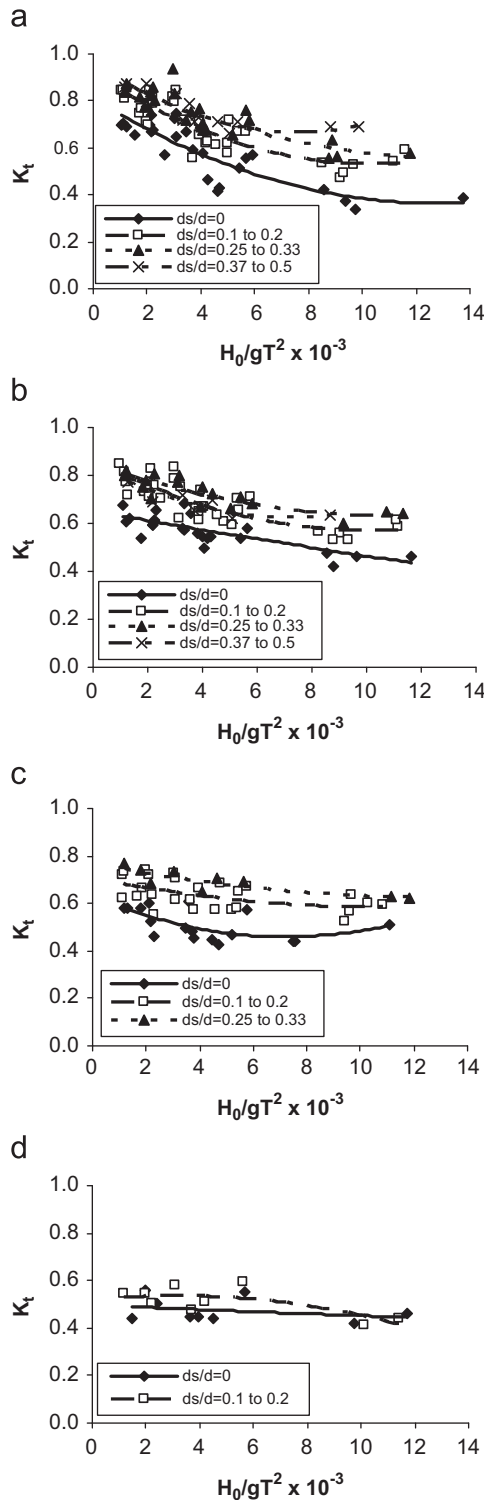 a
1.0
0.8
0.6
0.4
0.2
0.0
Kt
ds/d=0
ds/d=0.1 to 0.2
ds/d=0.25 to 0.33
ds/d=0.37 to 0.5
0 2 4 6 8 10 12 14
H0/gT² x 10⁻³
b
1.0
0.8
0.6
0.4
0.2
0.0
Kt
ds/d=0
ds/d=0.1 to 0.2
ds/d=0.25 to 0.33
ds/d=0.37 to 0.5
0 2 4 6 8 10 12 14
H0/gT² x 10⁻³
c
1.0
0.8
0.6
0.4
0.2
0.0
Kt
ds/d=0
ds/d=0.1 to 0.2
ds/d=0.25 to 0.33
0 2 4 6 8 10 12 14
H0/gT² x 10⁻³
d
1.0
0.8
0.6
0.4
0.2
0.0
Kt
ds/d=0
ds/d=0.1 to 0.2
0 2 4 6 8 10 12 14
H0/gT² x 10⁻³